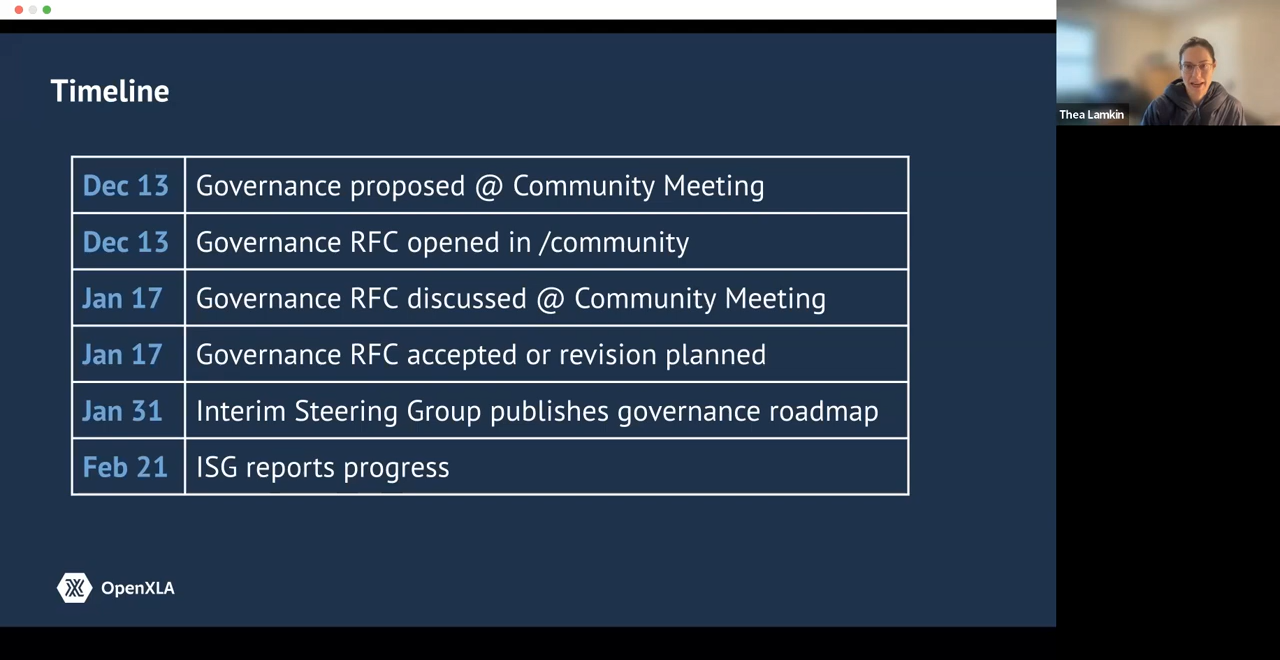 Timeline
Dec 13 Governance proposed @ Community Meeting
Dec 13 Governance RFC opened in /community
Jan 17 Governance RFC discussed @ Community Meeting
Jan 17 Governance RFC accepted or revision planned
Jan 31 Interim Steering Group publishes governance roadmap
Feb 21 ISG reports progress
OpenXLA
Thea Lamkin